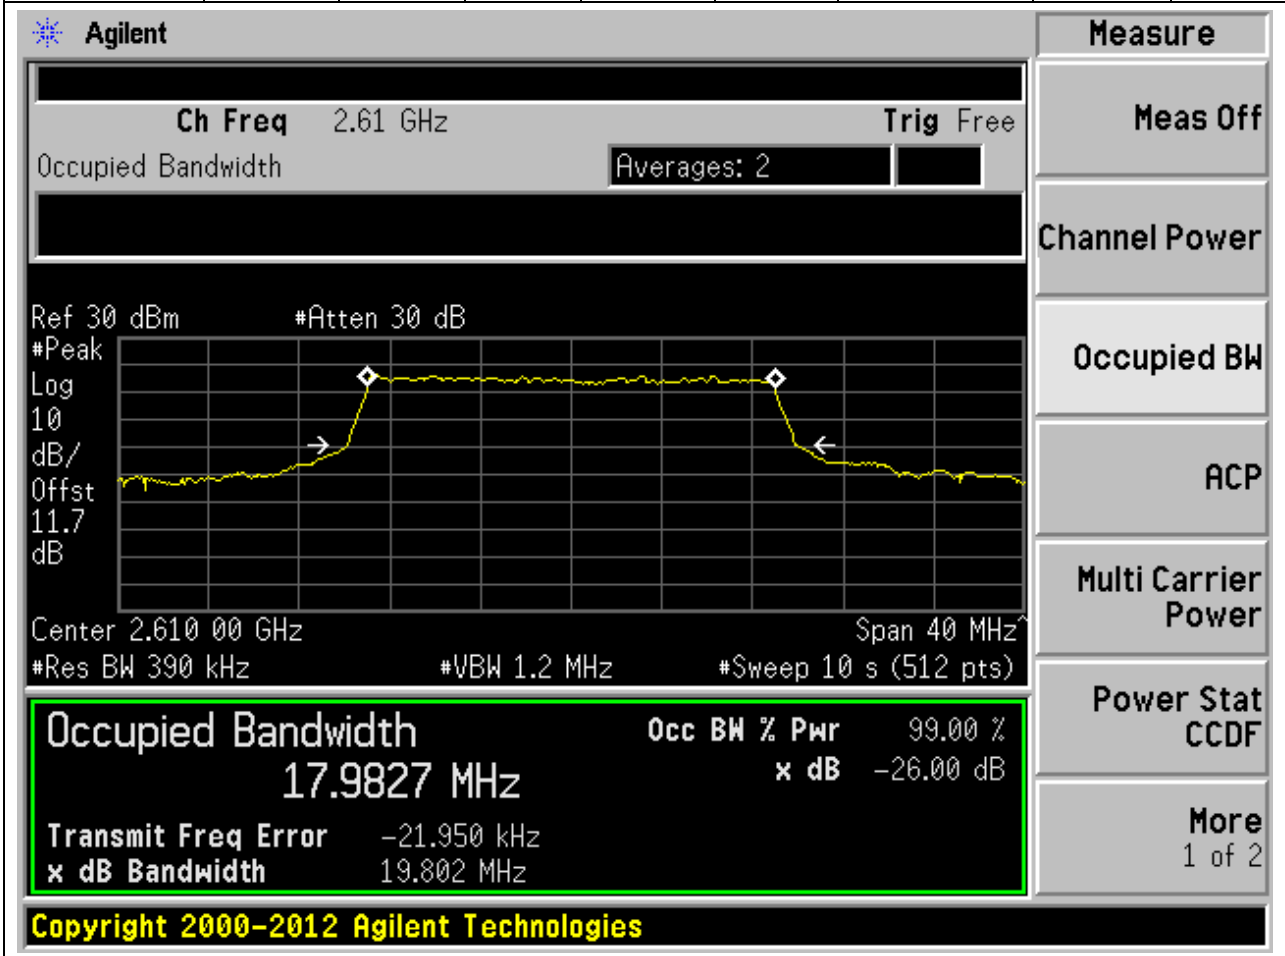 Agilent
Measure
Ch Freq 2.61 GHz Trig Free
Occupied Bandwidth Averages: 2
Meas Off
Channel Power
Occupied BW
ACP
Multi Carrier
Power
Power Stat
CCDF
More
1 of 2
Ref 30 dBm #Atten 30 dB
#Peak
Log
10
dB/
Offst
11.7
dB
Center 2.610 00 GHz Span 40 MHz^
#Res BW 390 kHz #VBW 1.2 MHz #Sweep 10 s (512 pts)
Occupied Bandwidth Occ BW % Pwr 99.00 %
17.9827 MHz x dB -26.00 dB
Transmit Freq Error -21.950 kHz
x dB Bandwidth 19.802 MHz
Copyright 2000-2012 Agilent Technologies